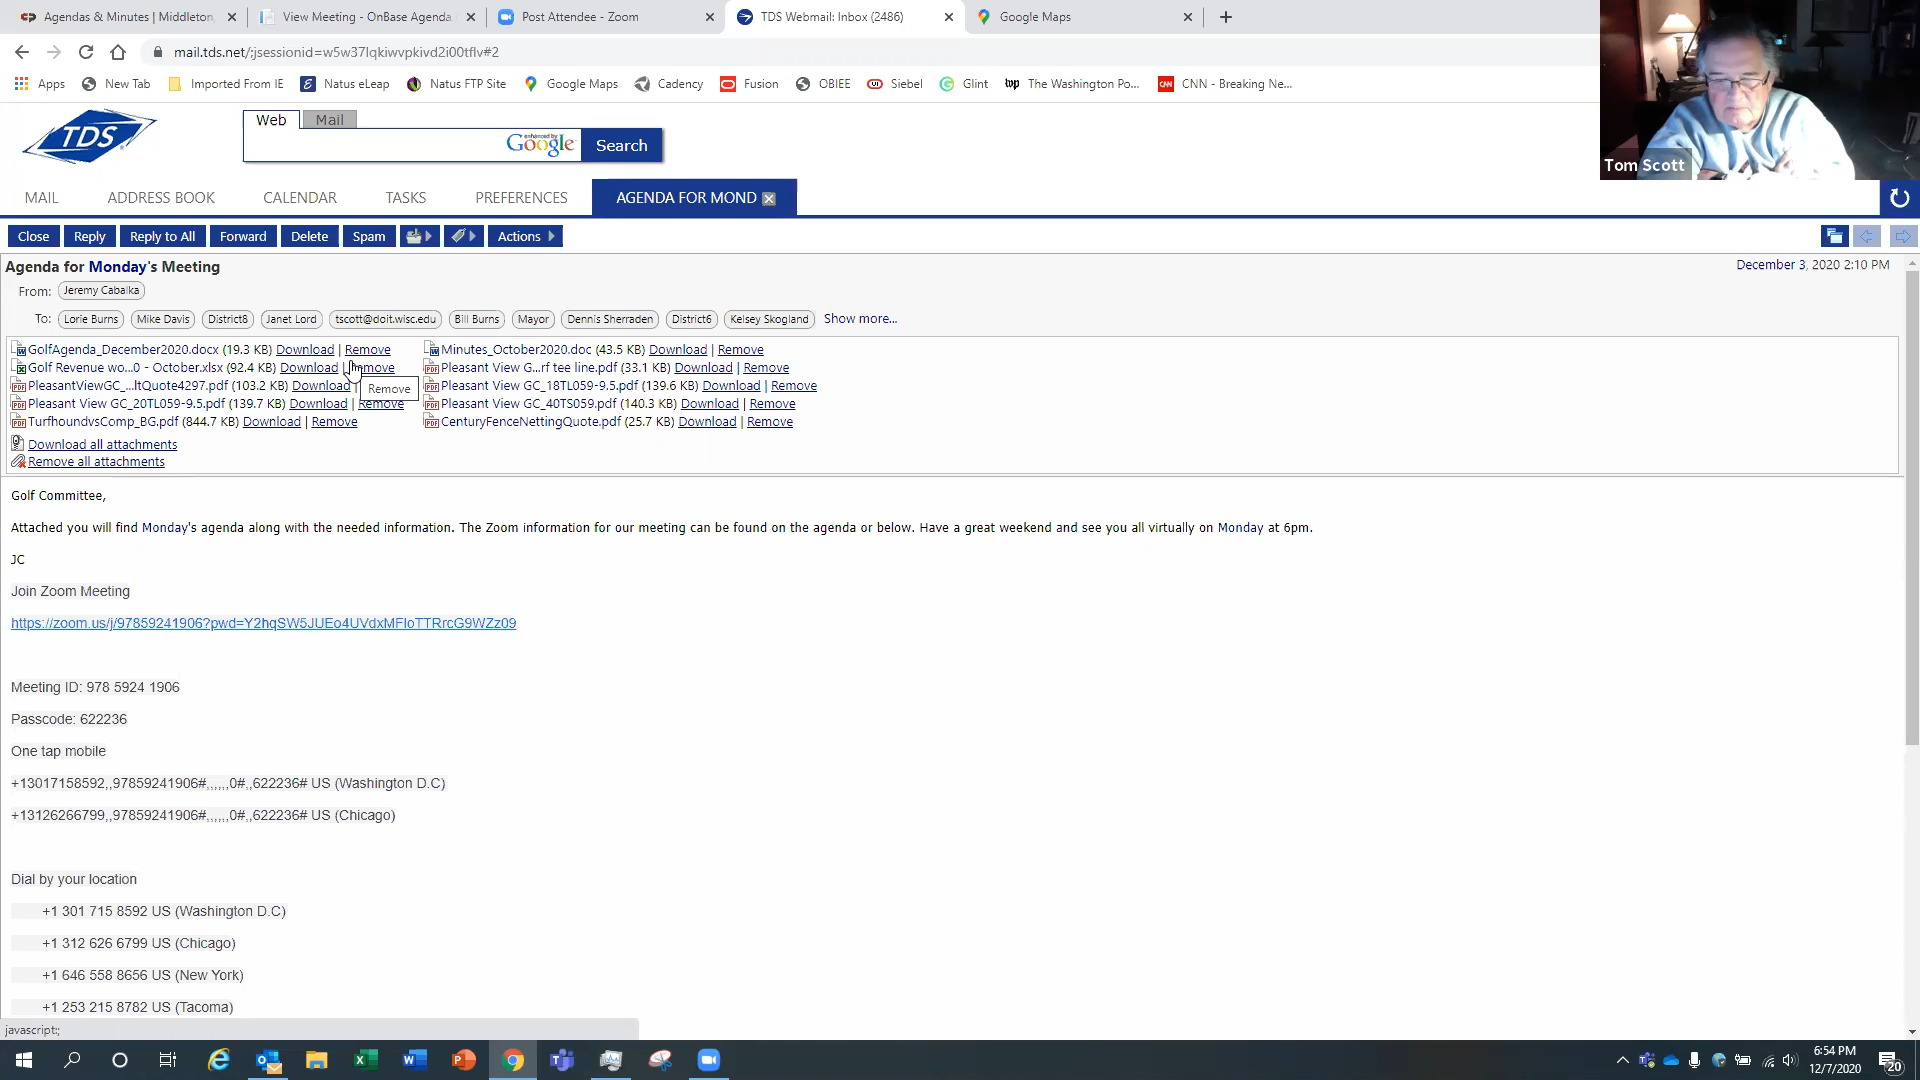 Agendas & Minutes | Middleton
View Meeting - OnBase Agenda
Post Attendee - Zoom
TDS Webmail: Inbox (2486)
Google Maps
mail.tds.net/jsessionid=w5w37lqkiwvpkivd2i00tflv#2
Apps New Tab Imported From IE Natus eLeap Natus FTP Site Google Maps Cadency Fusion OBIEE Siebel Glint wp The Washington Po... CNN CNN - Breaking Ne...
TDS
Web Mail
enhanced by Google Search
Tom Scott
MAIL ADDRESS BOOK CALENDAR TASKS PREFERENCES AGENDA FOR MOND
Close Reply Reply to All Forward Delete Spam Actions
Agenda for Monday's Meeting
December 3, 2020 2:10 PM
From: Jeremy Cabalka
To: Lorie Burns Mike Davis District8 Janet Lord tscott@doit.wisc.edu Bill Burns Mayor Dennis Sherraden District6 Kelsey Skogland Show more...
GolfAgenda_December2020.docx (19.3 KB) Download | Remove Minutes_October2020.doc (43.5 KB) Download | Remove
Golf Revenue wo...0 - October.xlsx (92.4 KB) Download | Remove Pleasant View G...rf tee line.pdf (33.1 KB) Download | Remove
PleasantViewGC_...ltQuote4297.pdf (103.2 KB) Download | Pleasant View GC_18TL059-9.5.pdf (139.6 KB) Download | Remove
Remove
Pleasant View GC_20TL059-9.5.pdf (139.7 KB) Download | Remove Pleasant View GC_40TS059.pdf (140.3 KB) Download | Remove
TurfhoundvsComp_BG.pdf (844.7 KB) Download | Remove CenturyFenceNettingQuote.pdf (25.7 KB) Download | Remove
Download all attachments
Remove all attachments
Golf Committee,
Attached you will find Monday's agenda along with the needed information. The Zoom information for our meeting can be found on the agenda or below. Have a great weekend and see you all virtually on Monday at 6pm.
JC
Join Zoom Meeting
https://zoom.us/j/97859241906?pwd=Y2hqSW5JUEo4UVdxMFloTTRrcG9WZz09
Meeting ID: 978 5924 1906
Passcode: 622236
One tap mobile
+13017158592,,97859241906#,,,,,,0#,,622236# US (Washington D.C)
+13126266799,,97859241906#,,,,,,0#,,622236# US (Chicago)
Dial by your location
+1 301 715 8592 US (Washington D.C)
+1 312 626 6799 US (Chicago)
+1 646 558 8656 US (New York)
+1 253 215 8782 US (Tacoma)
javascript:;
6:54 PM
12/7/2020
20